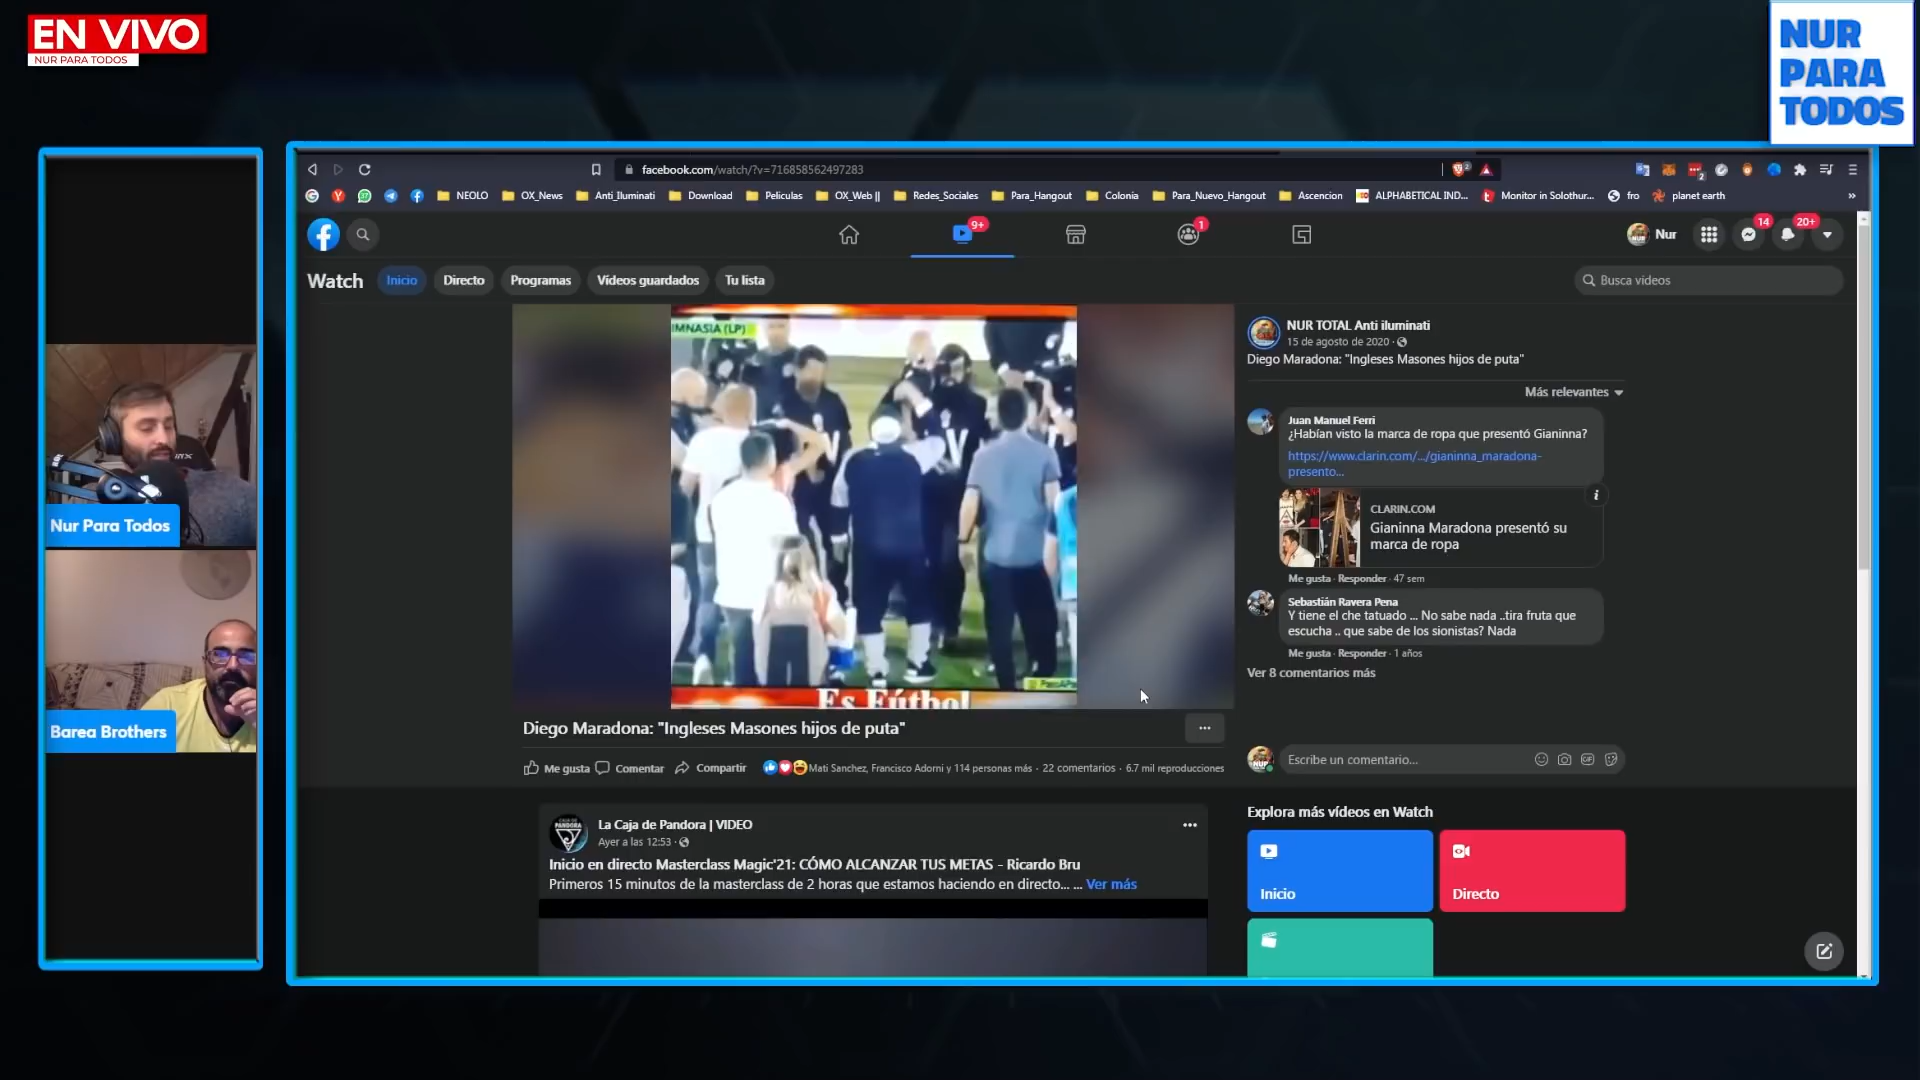 EN VIVO
NUR PARA TODOS
NUR
PARA
TODOS
facebook.com/watch/?v=716858562497283
2
2
NEOLO
OX_News
Anti_Iluminati
Download
Peliculas
OX_Web ||
Redes_Sociales
Para_Hangout
Colonia
Para_Nuevo_Hangout
Ascencion
ALPHABETICAL IND...
Monitor in Solothur...
fro
planet earth
»
9+
1
Nur
14
20+
Watch
Inicio
Directo
Programas
Vídeos guardados
Tu lista
Busca vídeos
IMNASIA (LP)
Es Fútbol
NUR TOTAL Anti iluminati
15 de agosto de 2020 ·
Diego Maradona: "Ingleses Masones hijos de puta"
Más relevantes
Juan Manuel Ferri
¿Habían visto la marca de ropa que presentó Gianinna?
https://www.clarin.com/.../gianinna_maradona-
presento...
CLARIN.COM
Gianinna Maradona presentó su
marca de ropa
Me gusta · Responder · 47 sem
Sebastián Ravera Pena
Y tiene el che tatuado ... No sabe nada ..tira fruta que
escucha .. que sabe de los sionistas? Nada
Me gusta · Responder · 1 años
Ver 8 comentarios más
Escribe un comentario...
GIF
Nur Para Todos
Barea Brothers
Diego Maradona: "Ingleses Masones hijos de puta"
Me gusta
Comentar
Compartir
Mati Sanchez, Francisco Adorni y 114 personas más · 22 comentarios · 6.7 mil reproducciones
La Caja de Pandora | VIDEO
Ayer a las 12:53 ·
Inicio en directo Masterclass Magic'21: CÓMO ALCANZAR TUS METAS - Ricardo Bru
Primeros 15 minutos de la masterclass de 2 horas que estamos haciendo en directo... ... Ver más
Explora más vídeos en Watch
Inicio
Directo